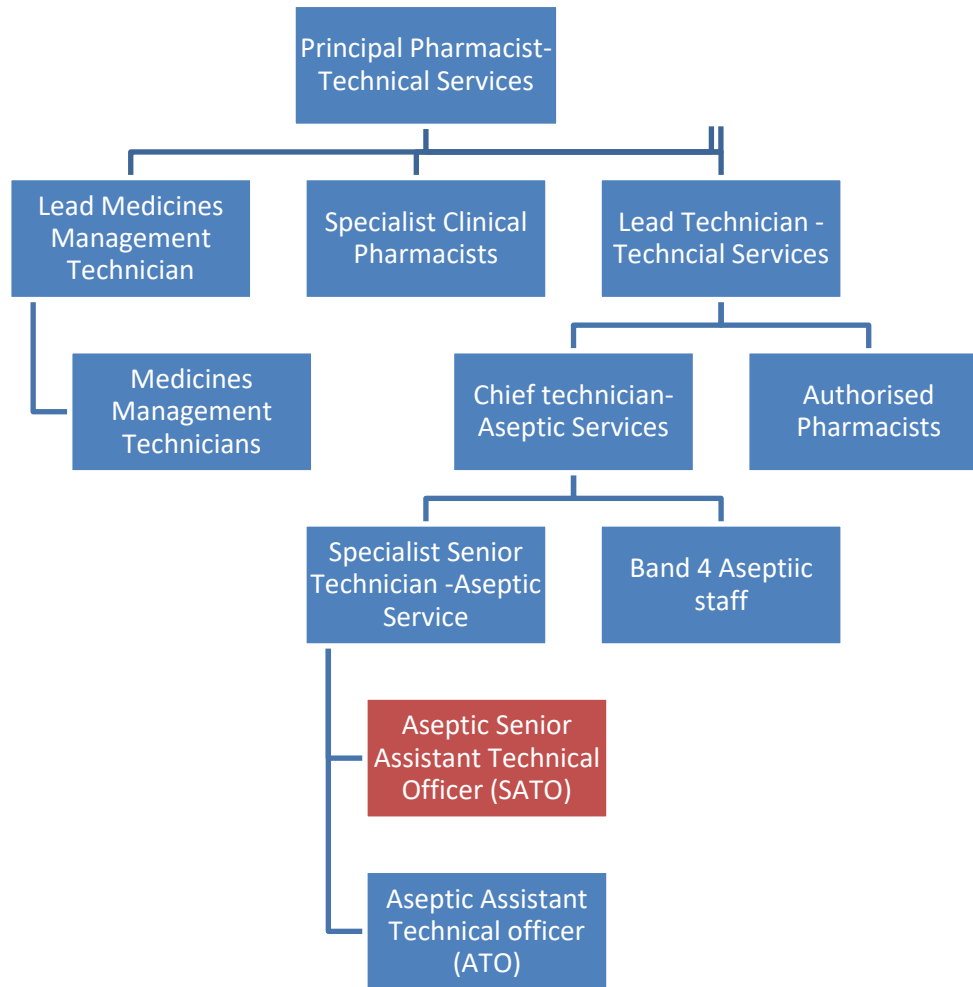 Principal Pharmacist-
Technical Services
Lead Medicines
Management
Technician
Specialist Clinical
Pharmacists
Lead Technician -
Techncial Services
Medicines
Management
Technicians
Chief technician-
Aseptic Services
Authorised
Pharmacists
Specialist Senior
Technician -Aseptic
Service
Band 4 Aseptiic
staff
Aseptic Senior
Assistant Technical
Officer (SATO)
Aseptic Assistant
Technical officer
(ATO)